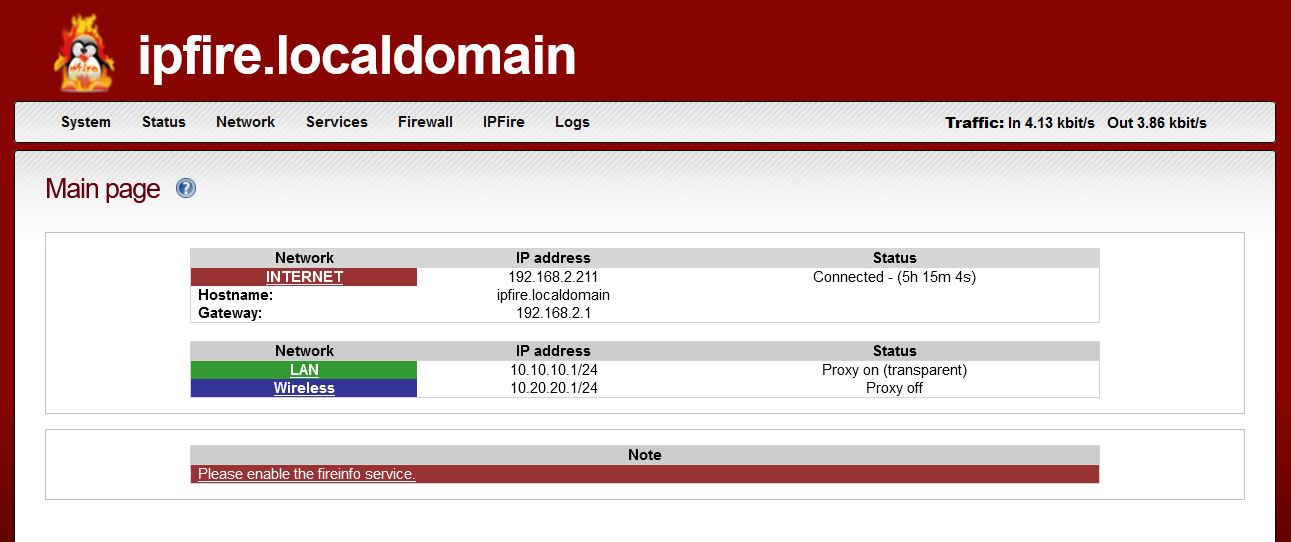 ipfire.localdomain
System Status Network Services Firewall IPFire Logs Traffic: In 4.13 kbit/s Out 3.86 kbit/s
Main page ?
Network IP address Status
INTERNET 192.168.2.211 Connected - (5h 15m 4s)
Hostname: ipfire.localdomain
Gateway: 192.168.2.1
Network IP address Status
LAN 10.10.10.1/24 Proxy on (transparent)
Wireless 10.20.20.1/24 Proxy off
Note
Please enable the fireinfo service.